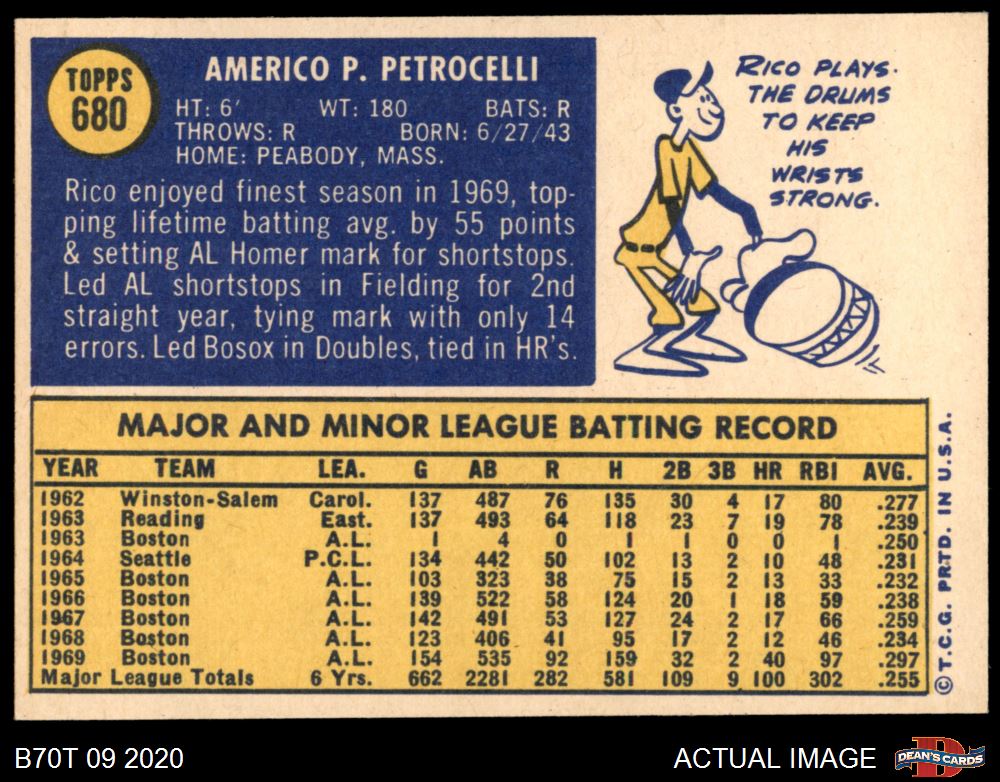 TOPPS
680
AMERICO P. PETROCELLI
HT: 6' WT: 180 BATS: R
THROWS: R BORN: 6/27/43
HOME: PEABODY, MASS.
Rico enjoyed finest season in 1969, top-
ping lifetime batting avg. by 55 points
& setting AL Homer mark for shortstops.
Led AL shortstops in Fielding for 2nd
straight year, tying mark with only 14
errors. Led Bosox in Doubles, tied in HR's.
RICO PLAYS.
THE DRUMS
TO KEEP
HIS
WRISTS
STRONG.
MAJOR AND MINOR LEAGUE BATTING RECORD
YEAR TEAM LEA. G AB R H 2B 3B HR RBI AVG.
1962 Winston-Salem Carol. 137 487 76 135 30 4 17 80 .277
1963 Reading East. 137 493 64 118 23 7 19 78 .239
1963 Boston A.L. 1 4 0 1 1 0 0 1 .250
1964 Seattle P.C.L. 134 442 50 102 13 2 10 48 .231
1965 Boston A.L. 103 323 38 75 15 2 13 33 .232
1966 Boston A.L. 139 522 58 124 20 1 18 59 .238
1967 Boston A.L. 142 491 53 127 24 2 17 66 .259
1968 Boston A.L. 123 406 41 95 17 2 12 46 .234
1969 Boston A.L. 154 535 92 159 32 2 40 97 .297
Major League Totals 6 Yrs. 662 2281 282 581 109 9 100 302 .255
© T.C.G. PRTD. IN U.S.A.
B70T 09 2020
ACTUAL IMAGE
D
DEAN'S CARDS